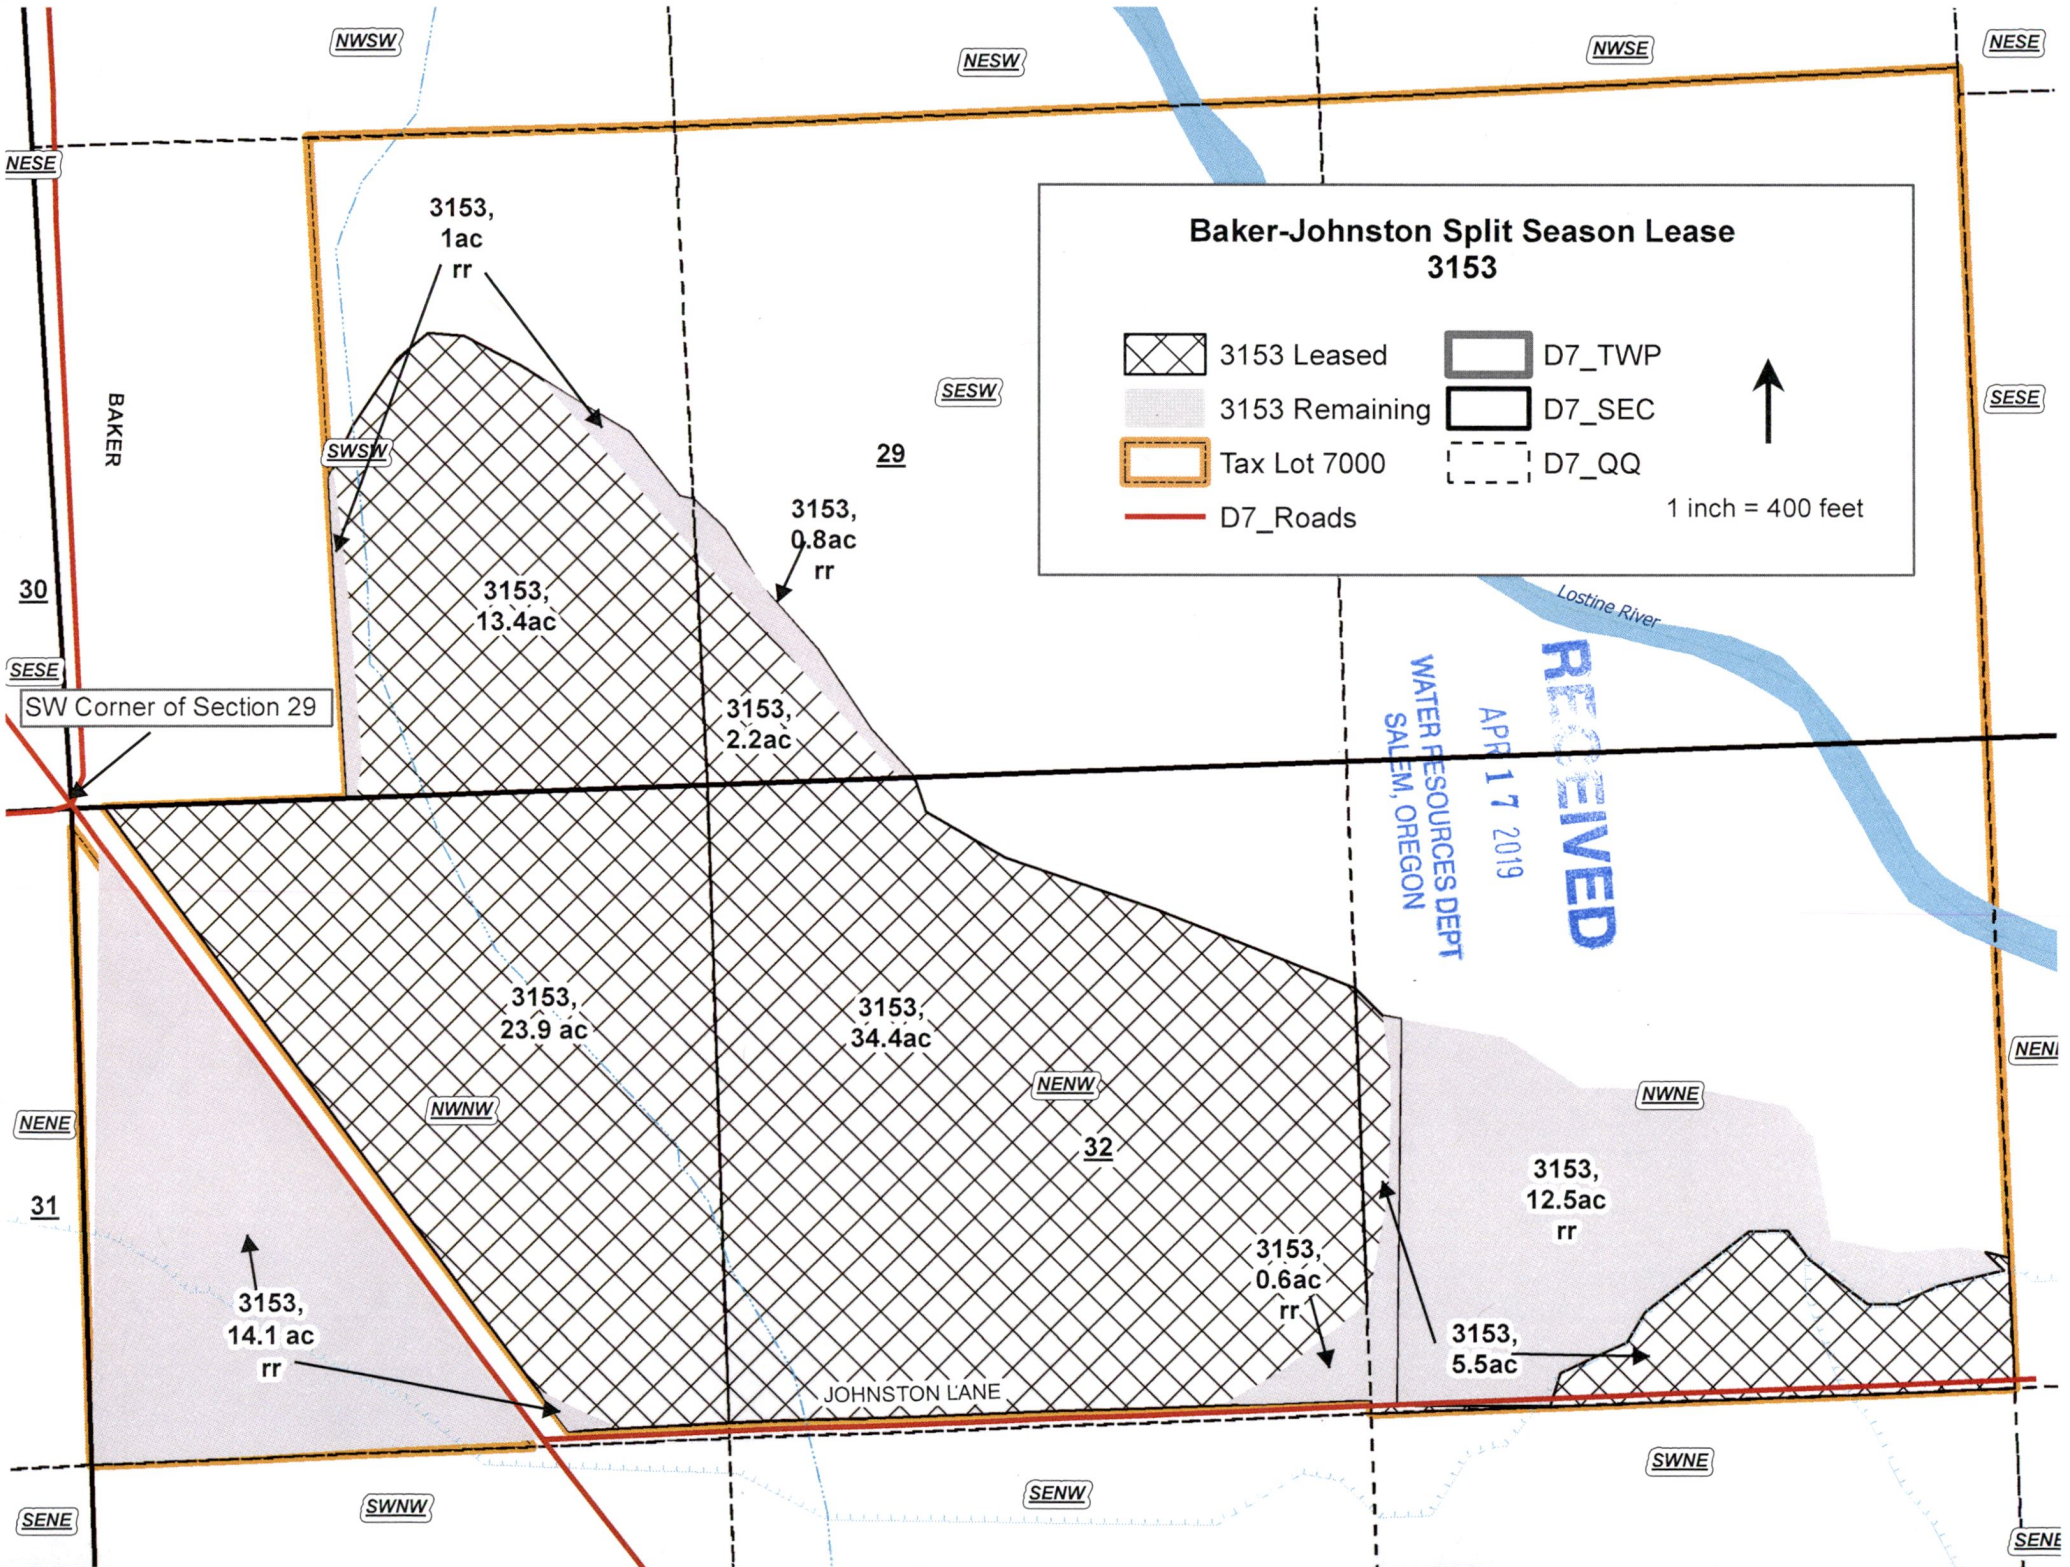 NWSW
NESW
NWSE
NESE
NESE
3153,
1ac
rr
Baker-Johnston Split Season Lease
3153
3153 Leased
3153 Remaining
Tax Lot 7000
D7_Roads
D7_TWP
D7_SEC
D7_QQ
1 inch = 400 feet
BAKER
SWSW
SESW
SESE
29
3153,
0.8ac
rr
30
3153,
13.4ac
Lostine River
SESE
SW Corner of Section 29
3153,
2.2ac
RECEIVED
APR 17 2019
WATER RESOURCES DEPT
SALEM, OREGON
3153,
23.9 ac
3153,
34.4ac
NENE
NWNW
NENW
NWNE
NENE
32
31
3153,
12.5ac
rr
3153,
0.6ac
rr
3153,
14.1 ac
rr
3153,
5.5ac
JOHNSTON LANE
SENE
SWNW
SENW
SWNE
SENE